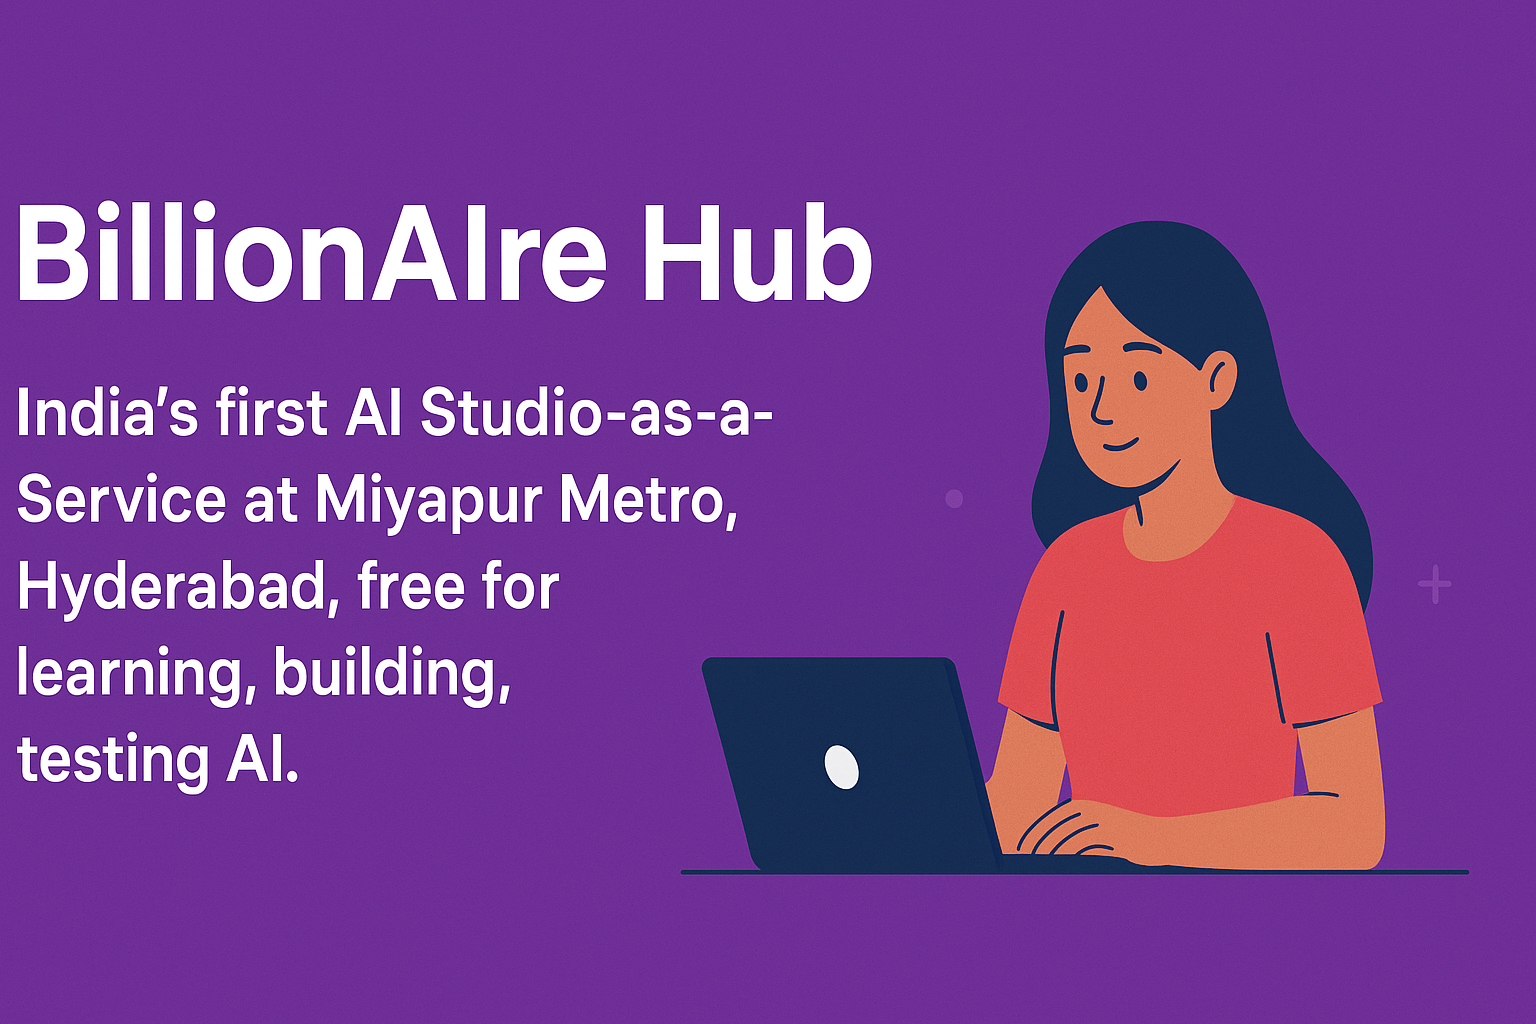 BillionAIre Hub
India’s first AI Studio-as-a-
Service at Miyapur Metro,
Hyderabad, free for
learning, building,
testing AI.